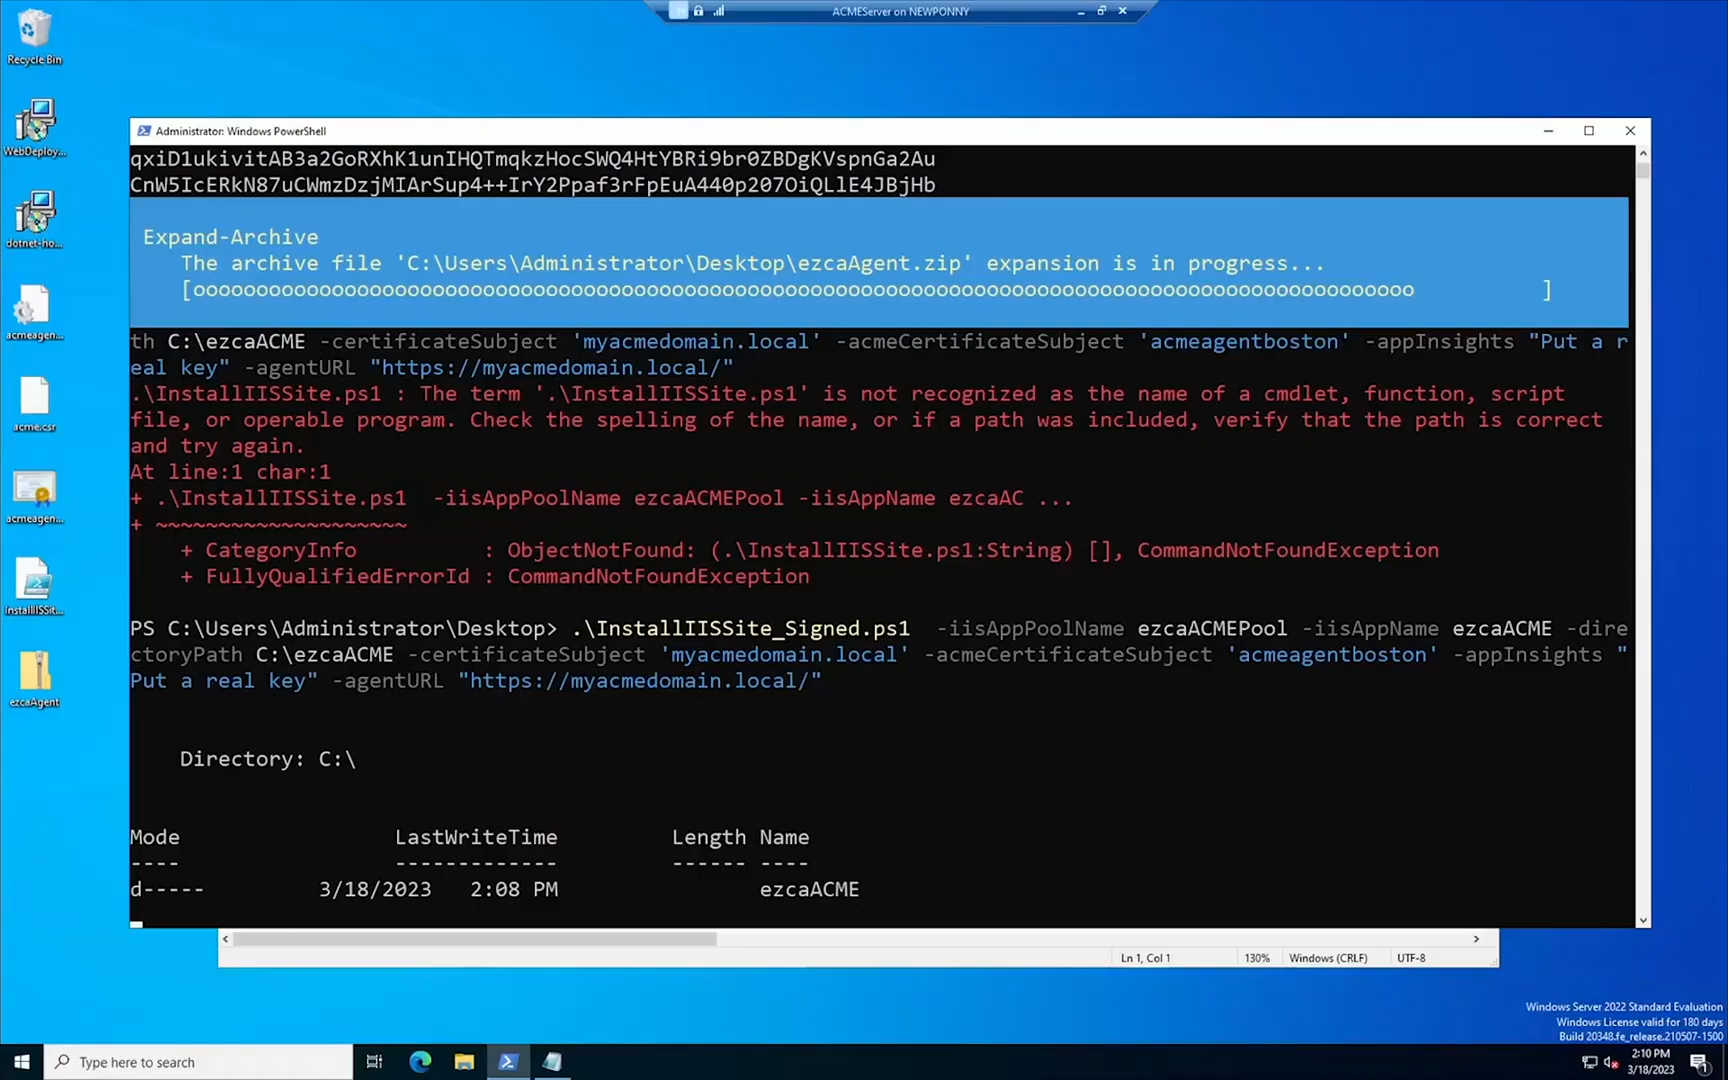 ACMEServer on NEWPONNY
Recycle Bin
WebDeploy...
dotnet-ho...
acmeagen...
acme.csr
acmeagen...
InstallIISSit...
ezcaAgent
Administrator: Windows PowerShell
qxiD1ukivitAB3a2GoRXhK1unIHQTmqkzHocSWQ4HtYBRi9br0ZBDgKVspnGa2Au
CnW5IcERkN87uCWmzDzjMIArSup4++IrY2Ppaf3rFpEuA440p207OiQLlE4JBjHb
Expand-Archive
The archive file 'C:\Users\Administrator\Desktop\ezcaAgent.zip' expansion is in progress...
[ooooooooooooooooooooooooooooooooooooooooooooooooooooooooooooooooooooooooooooooooooooooooooooooooo          ]
th C:\ezcaACME -certificateSubject 'myacmedomain.local' -acmeCertificateSubject 'acmeagentboston' -appInsights "Put a r
eal key" -agentURL "https://myacmedomain.local/"
.\InstallIISSite.ps1 : The term '.\InstallIISSite.ps1' is not recognized as the name of a cmdlet, function, script
file, or operable program. Check the spelling of the name, or if a path was included, verify that the path is correct
and try again.
At line:1 char:1
+ .\InstallIISSite.ps1  -iisAppPoolName ezcaACMEPool -iisAppName ezcaAC ...
+ ~~~~~~~~~~~~~~~~~~~~
+ CategoryInfo          : ObjectNotFound: (.\InstallIISSite.ps1:String) [], CommandNotFoundException
+ FullyQualifiedErrorId : CommandNotFoundException
PS C:\Users\Administrator\Desktop> .\InstallIISSite_Signed.ps1  -iisAppPoolName ezcaACMEPool -iisAppName ezcaACME -dire
ctoryPath C:\ezcaACME -certificateSubject 'myacmedomain.local' -acmeCertificateSubject 'acmeagentboston' -appInsights "
Put a real key" -agentURL "https://myacmedomain.local/"
Directory: C:\
Mode                 LastWriteTime         Length Name
----                 -------------         ------ ----
d-----         3/18/2023   2:08 PM                ezcaACME
Ln 1, Col 1 130% Windows (CRLF) UTF-8
Windows Server 2022 Standard Evaluation
Windows License valid for 180 days
Build 20348.fe_release.210507-1500
Type here to search
2:10 PM
3/18/2023
1